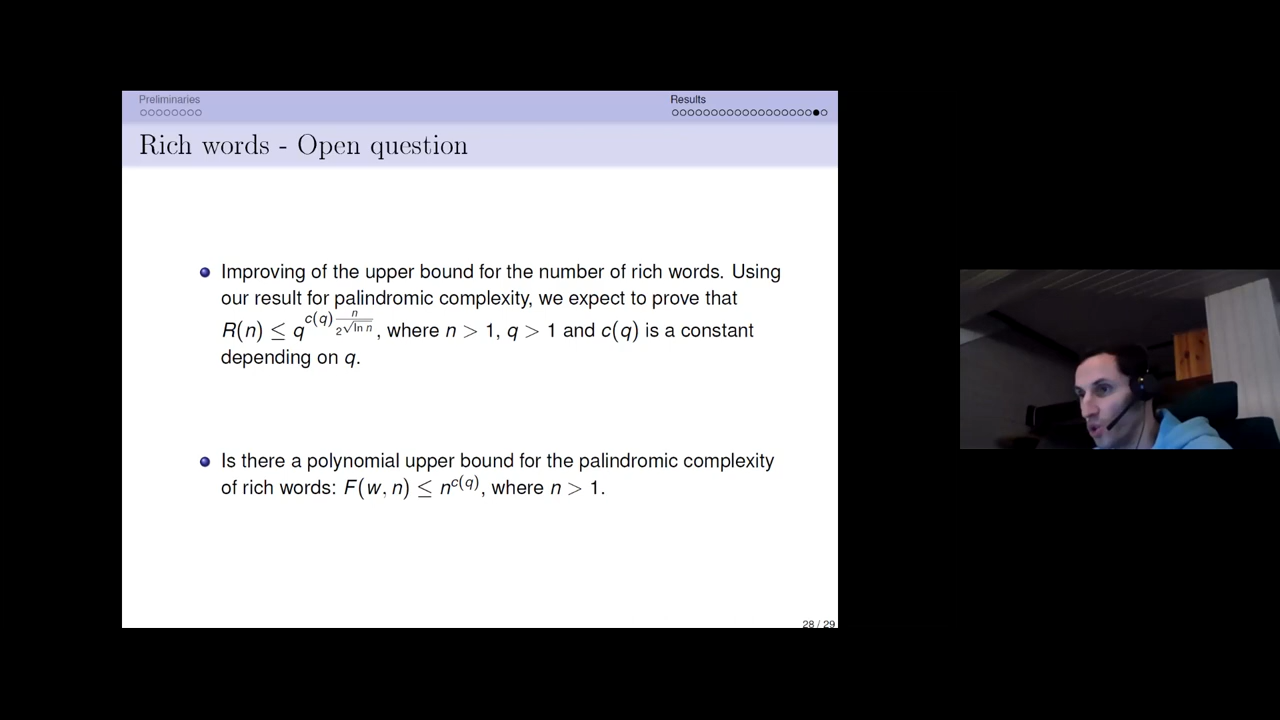 Preliminaries
Results
Rich words - Open question
Improving of the upper bound for the number of rich words. Using
our result for palindromic complexity, we expect to prove that
R(n) ≤ q^{c(q) \frac{n}{2^{\sqrt{\ln n}}}}, where n > 1, q > 1 and c(q) is a constant
depending on q.
Is there a polynomial upper bound for the palindromic complexity
of rich words: F(w, n) ≤ n^{c(q)}, where n > 1.
28 / 29